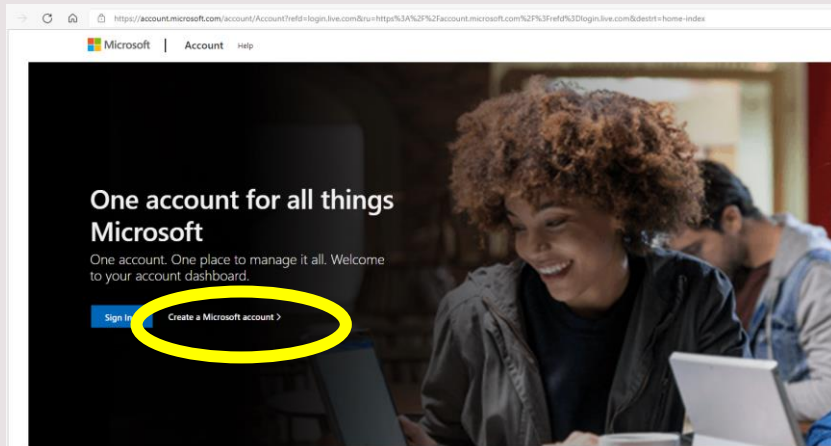 https://account.microsoft.com/account/Account?refd=login.live.com&ru=https%3A%2F%2Faccount.microsoft.com%2F%3Frefd%3Dlogin.live.com&destrt=home-index
Microsoft | Account Help
One account for all things
Microsoft
One account. One place to manage it all. Welcome
to your account dashboard.
Sign In Create a Microsoft account >